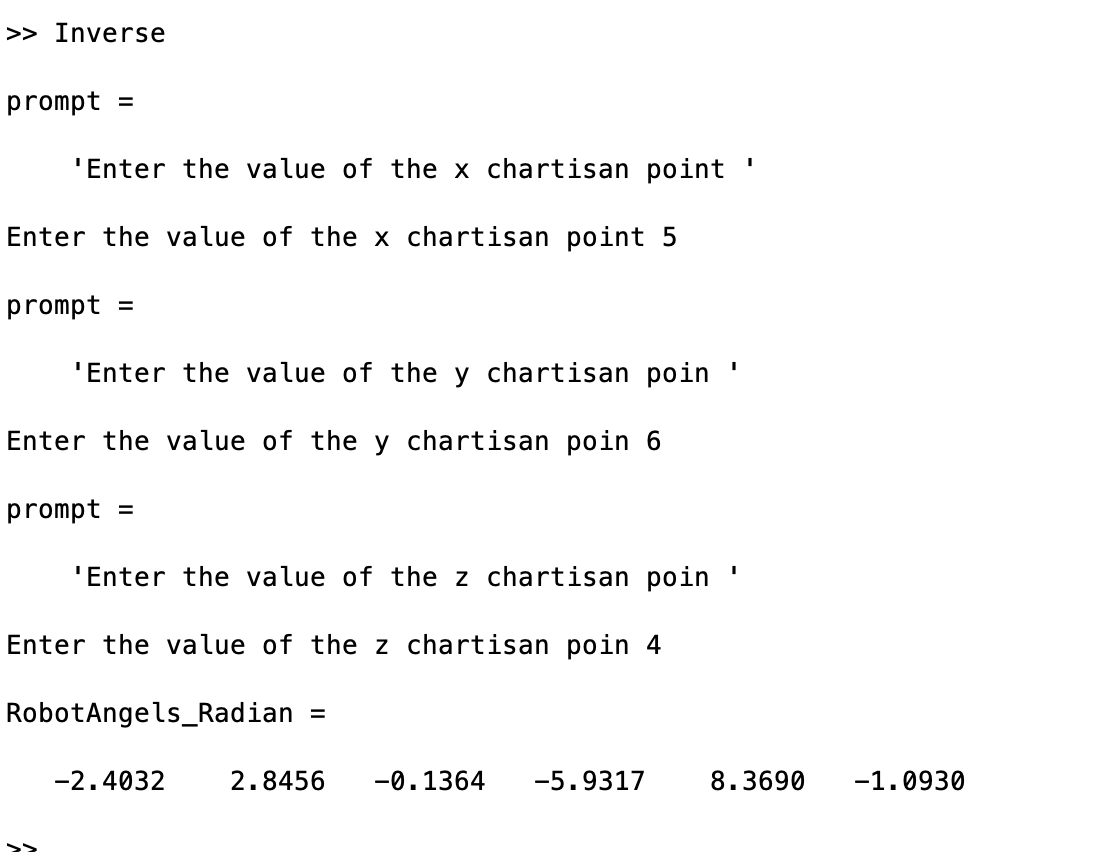 >> Inverse
prompt =
'Enter the value of the x chartisan point '
Enter the value of the x chartisan point 5
prompt =
'Enter the value of the y chartisan poin '
Enter the value of the y chartisan poin 6
prompt =
'Enter the value of the z chartisan poin '
Enter the value of the z chartisan poin 4
RobotAngels_Radian =
-2.4032 2.8456 -0.1364 -5.9317 8.3690 -1.0930
>>